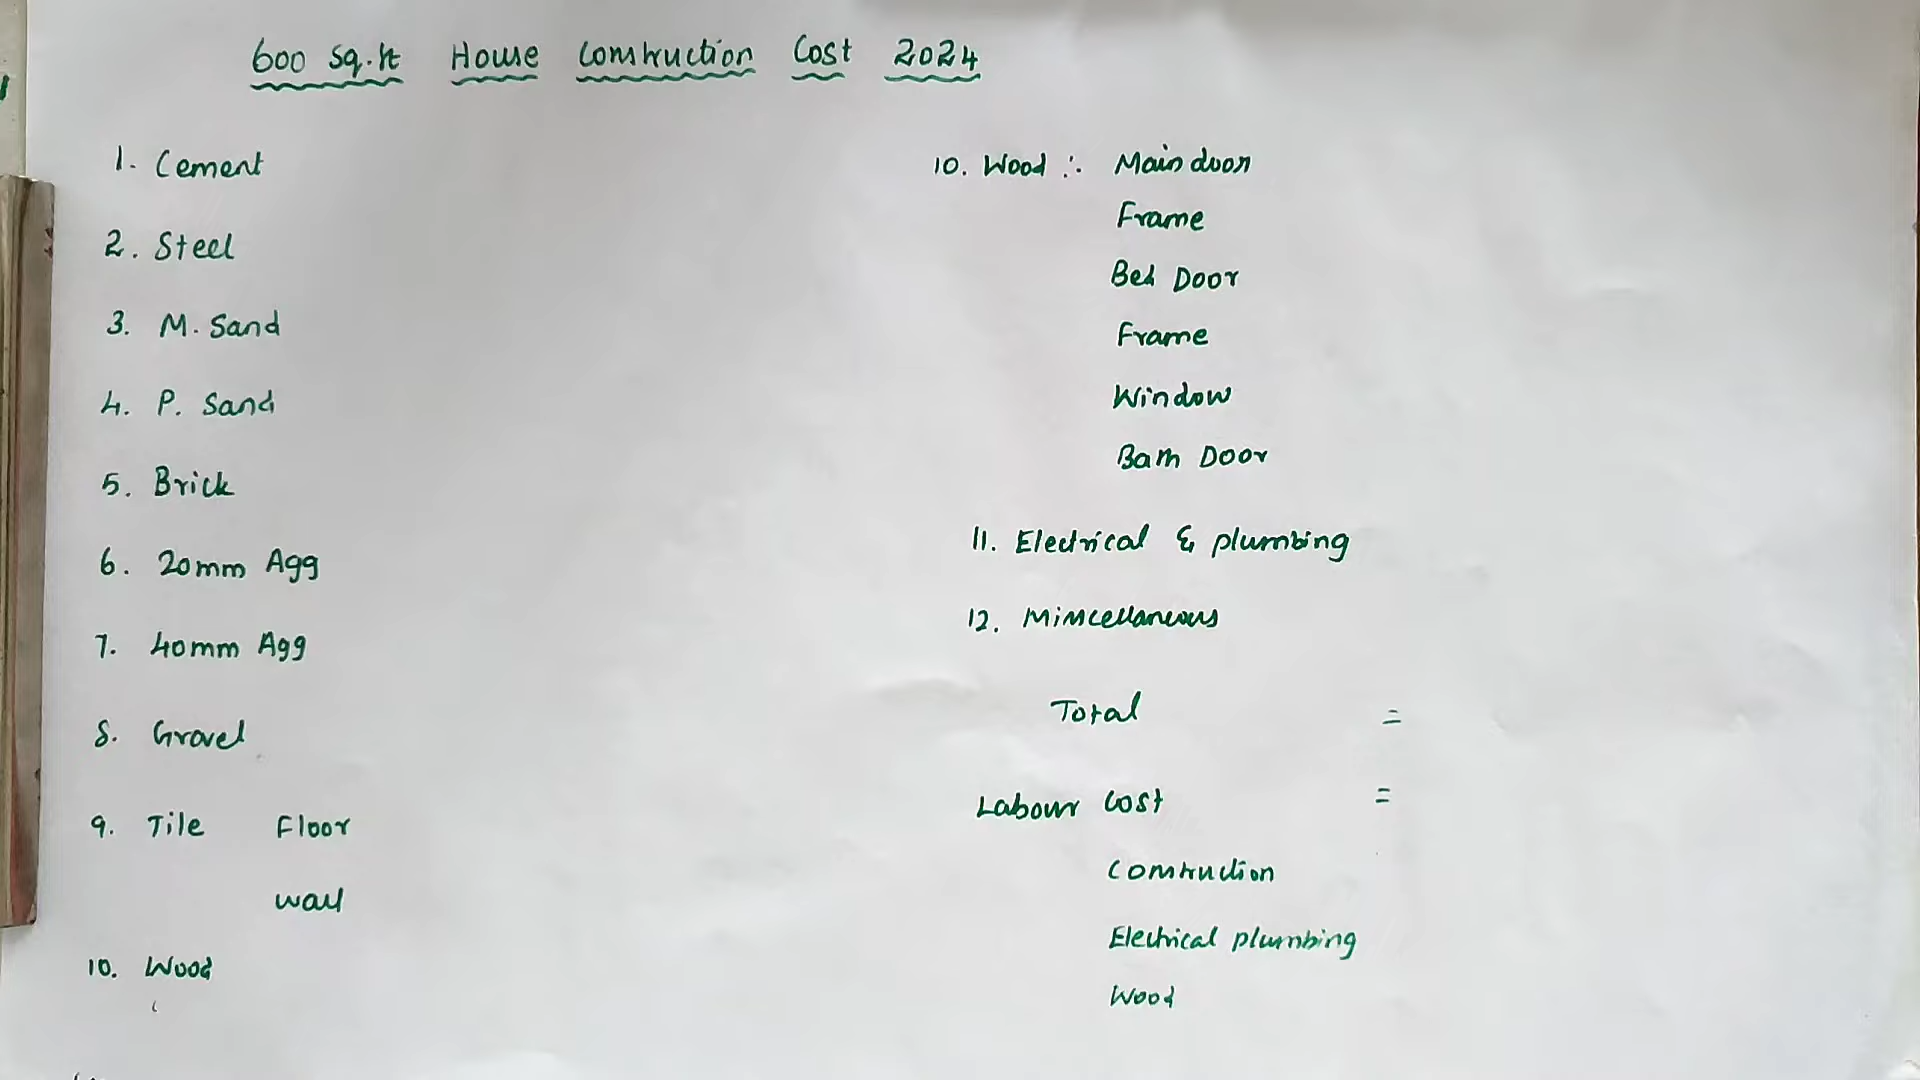 600 Sq.ft House Construction Cost 2024
1. Cement
2. Steel
3. M. Sand
4. P. Sand
5. Brick
6. 20mm Agg
7. 40mm Agg
8. Gravel
9. Tile Floor
Wall
10. Wood
10. Wood :- Main door
Frame
Bed Door
Frame
Window
Bath Door
11. Electrical & plumbing
12. Mimcellaneous
Total =
Labour Cost =
Construction
Electrical plumbing
Wood